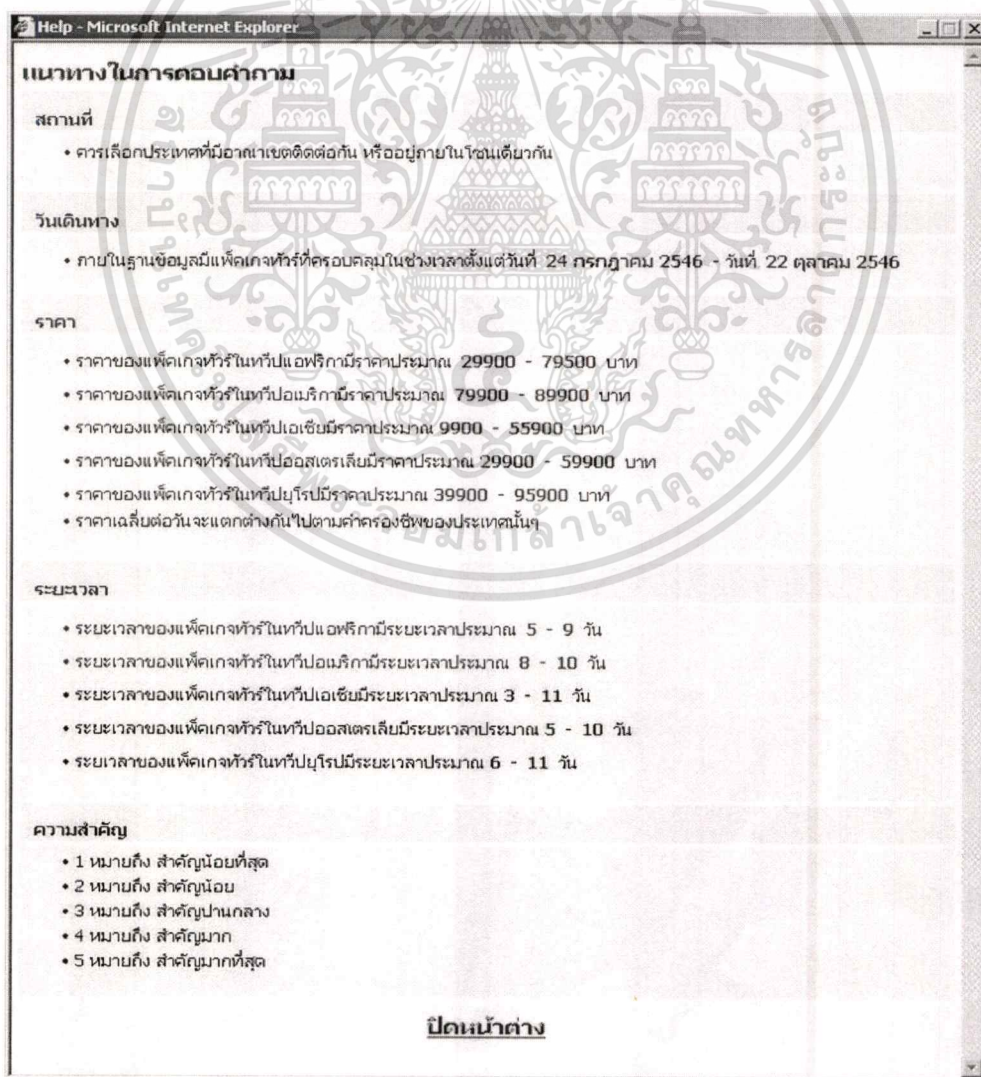 Help - Microsoft Internet Explorer
แนวทางในการตอบคำถาม
สถานที่
• ควรเลือกประเทศที่มีอาณาเขตติดต่อกัน หรืออยู่ภายในโซนเดียวกัน
วันเดินทาง
• ภายในฐานข้อมูลมีแพ็คเกจทัวร์ที่ครอบคลุมในช่วงเวลาตั้งแต่วันที่ 24 กรกฎาคม 2546 - วันที่ 22 ตุลาคม 2546
ราคา
• ราคาของแพ็คเกจทัวร์ในทวีปแอฟริกามีราคาประมาณ 29900 - 79500 บาท
• ราคาของแพ็คเกจทัวร์ในทวีปอเมริกามีราคาประมาณ 79900 - 89900 บาท
• ราคาของแพ็คเกจทัวร์ในทวีปเอเชียมีราคาประมาณ 9900 - 55900 บาท
• ราคาของแพ็คเกจทัวร์ในทวีปออสเตรเลียมีราคาประมาณ 29900 - 59900 บาท
• ราคาของแพ็คเกจทัวร์ในทวีปยุโรปมีราคาประมาณ 39900 - 95900 บาท
• ราคาเฉลี่ยต่อวันจะแตกต่างกันไปตามค่าครองชีพของประเทศนั้นๆ
ระยะเวลา
• ระยะเวลาของแพ็คเกจทัวร์ในทวีปแอฟริกามีระยะเวลาประมาณ 5 - 9 วัน
• ระยะเวลาของแพ็คเกจทัวร์ในทวีปอเมริกามีระยะเวลาประมาณ 8 - 10 วัน
• ระยะเวลาของแพ็คเกจทัวร์ในทวีปเอเชียมีระยะเวลาประมาณ 3 - 11 วัน
• ระยะเวลาของแพ็คเกจทัวร์ในทวีปออสเตรเลียมีระยะเวลาประมาณ 5 - 10 วัน
• ระยเวลาของแพ็คเกจทัวร์ในทวีปยุโรปมีระยะเวลาประมาณ 6 - 11 วัน
ความสำคัญ
• 1 หมายถึง สำคัญน้อยที่สุด
• 2 หมายถึง สำคัญน้อย
• 3 หมายถึง สำคัญปานกลาง
• 4 หมายถึง สำคัญมาก
• 5 หมายถึง สำคัญมากที่สุด
ปิดหน้าต่าง